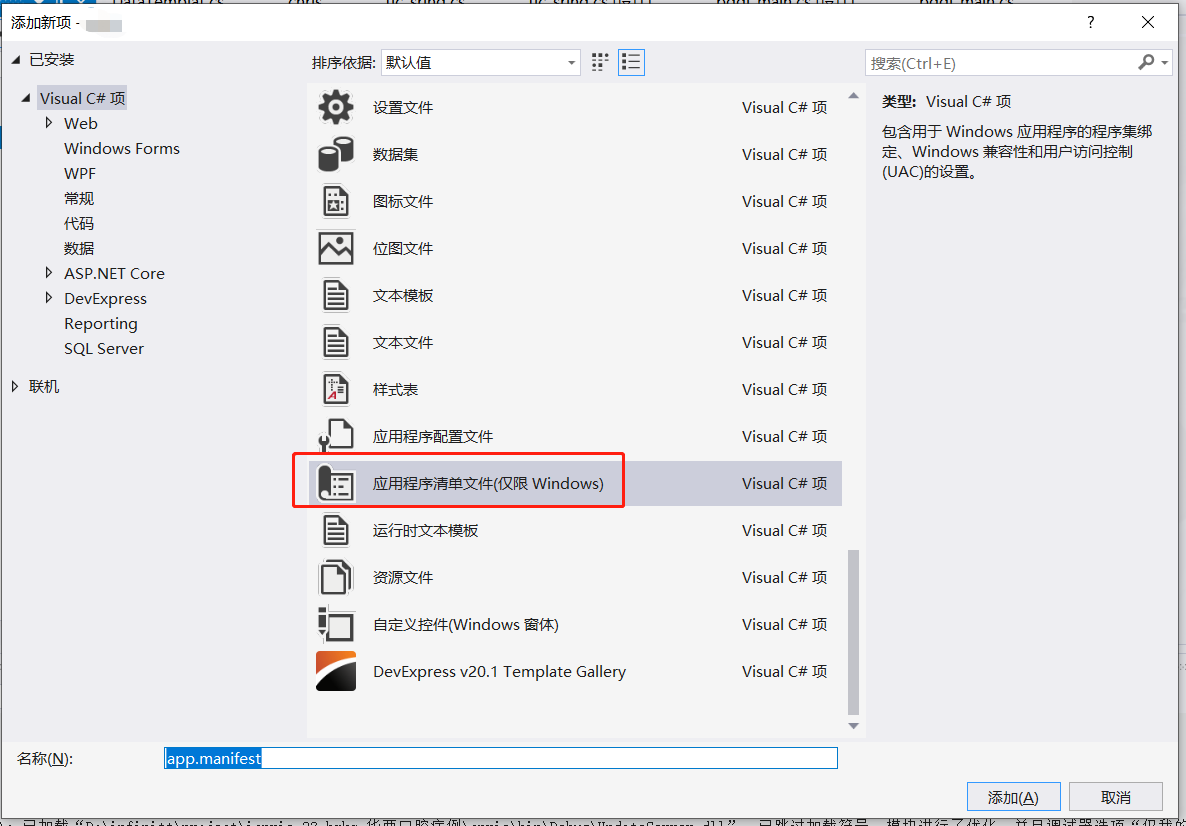 添加新项 -
?
已安装
排序依据: 默认值
搜索(Ctrl+E)
Visual C# 项
Web
Windows Forms
WPF
常规
代码
数据
ASP.NET Core
DevExpress
Reporting
SQL Server
联机
设置文件 Visual C# 项
数据集 Visual C# 项
图标文件 Visual C# 项
位图文件 Visual C# 项
文本模板 Visual C# 项
文本文件 Visual C# 项
样式表 Visual C# 项
应用程序配置文件 Visual C# 项
应用程序清单文件(仅限 Windows) Visual C# 项
运行时文本模板 Visual C# 项
资源文件 Visual C# 项
自定义控件(Windows 窗体) Visual C# 项
DevExpress v20.1 Template Gallery Visual C# 项
类型: Visual C# 项
包含用于 Windows 应用程序的程序集绑
定、Windows 兼容性和用户访问控制
(UAC)的设置。
名称(N): app.manifest
添加(A) 取消